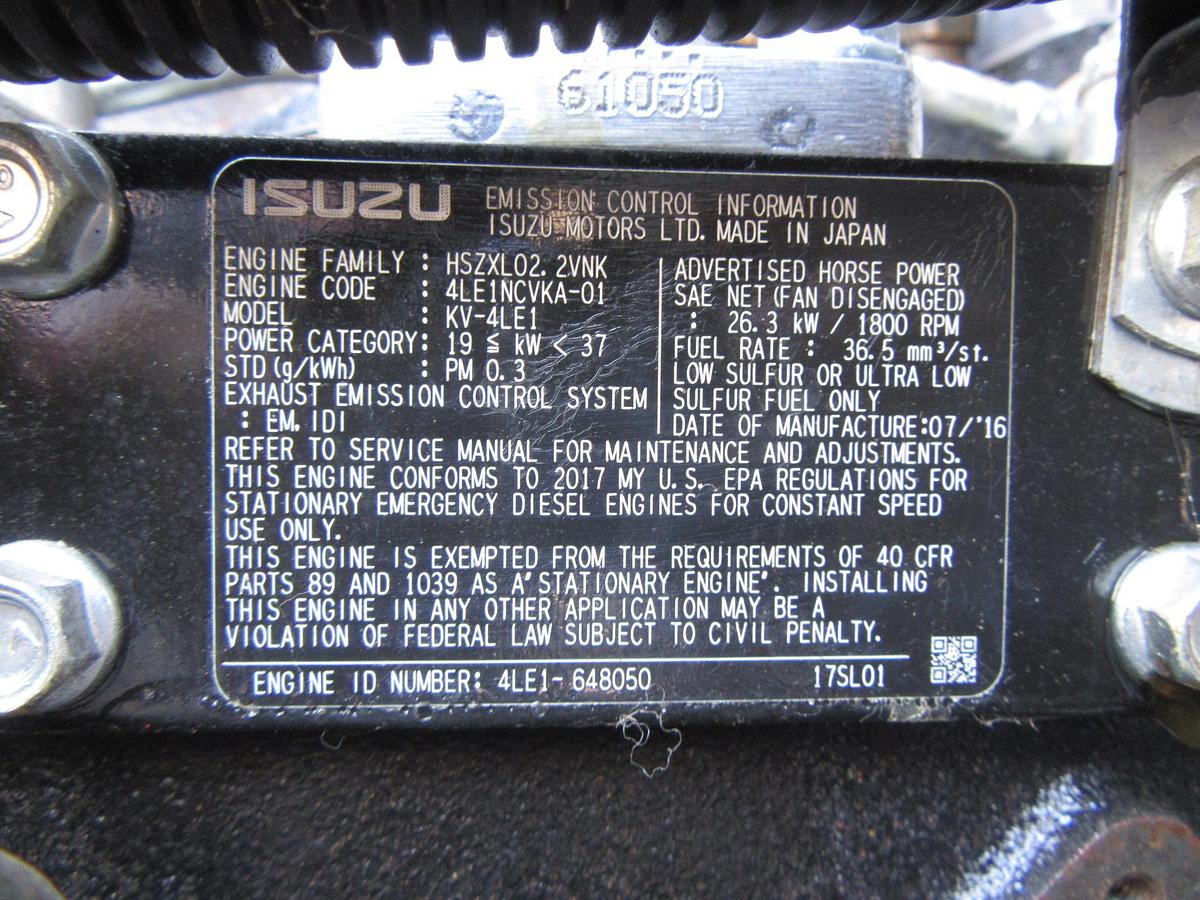 61050
ISUZU
EMISSION CONTROL INFORMATION
ISUZU MOTORS LTD. MADE IN JAPAN
ENGINE FAMILY : HSZXL02.2VNK
ENGINE CODE : 4LE1NCVKA-01
MODEL : KV-4LE1
POWER CATEGORY: 19 ≦ kW < 37
STD (g/kWh) : PM 0.3
EXHAUST EMISSION CONTROL SYSTEM
: EM, IDI
ADVERTISED HORSE POWER
SAE NET (FAN DISENGAGED)
: 26.3 kW / 1800 RPM
FUEL RATE : 36.5 mm³/st.
LOW SULFUR OR ULTRA LOW
SULFUR FUEL ONLY
DATE OF MANUFACTURE:07/'16
REFER TO SERVICE MANUAL FOR MAINTENANCE AND ADJUSTMENTS.
THIS ENGINE CONFORMS TO 2017 MY U.S. EPA REGULATIONS FOR
STATIONARY EMERGENCY DIESEL ENGINES FOR CONSTANT SPEED
USE ONLY.
THIS ENGINE IS EXEMPTED FROM THE REQUIREMENTS OF 40 CFR
PARTS 89 AND 1039 AS A"STATIONARY ENGINE". INSTALLING
THIS ENGINE IN ANY OTHER APPLICATION MAY BE A
VIOLATION OF FEDERAL LAW SUBJECT TO CIVIL PENALTY.
ENGINE ID NUMBER: 4LE1- 648050 17SL01